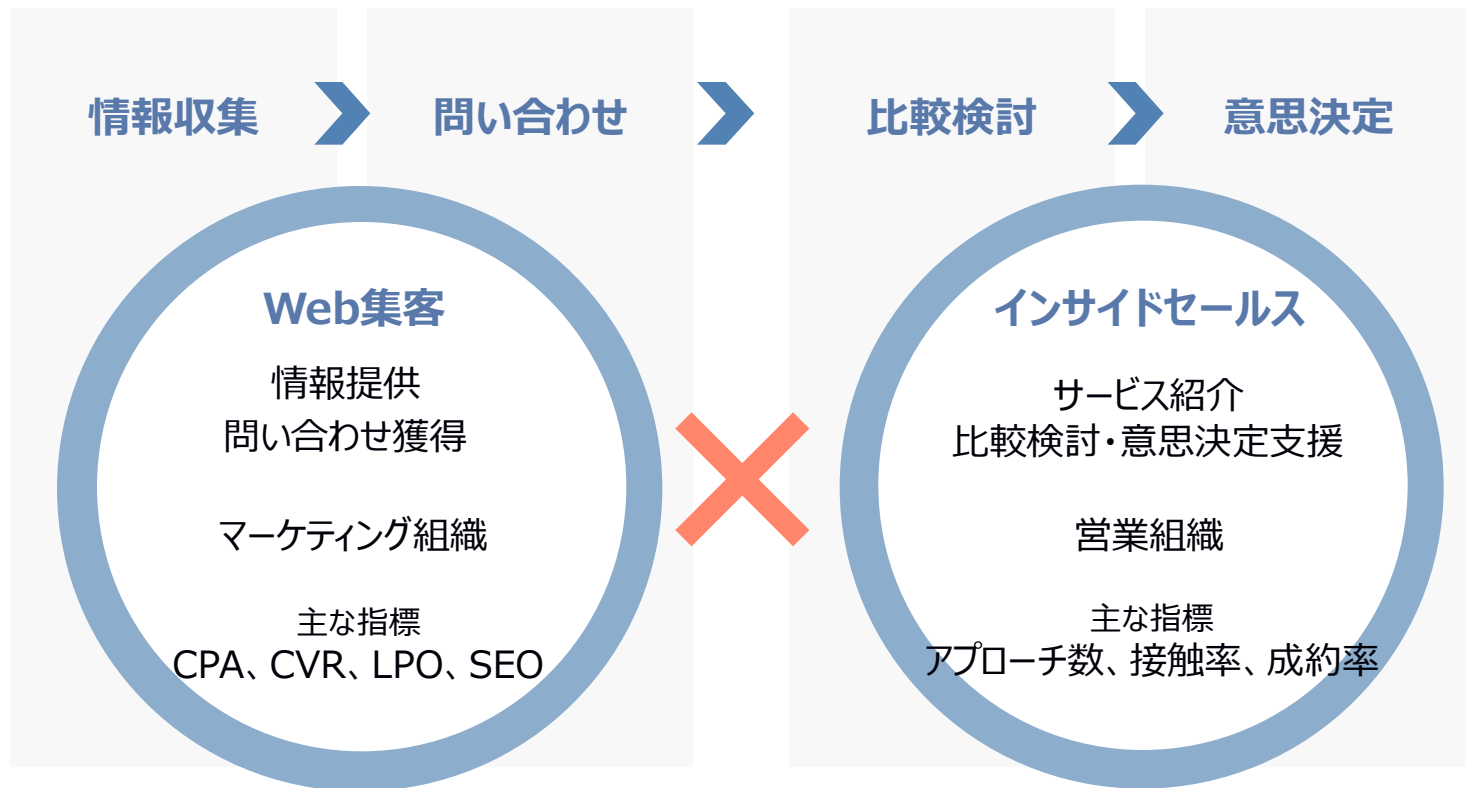 情報収集
問い合わせ
比較検討
意思決定
Web集客
情報提供
問い合わせ獲得
マーケティング組織
主な指標
CPA、CVR、LPO、SEO
インサイドセールス
サービス紹介
比較検討・意思決定支援
営業組織
主な指標
アプローチ数、接触率、成約率